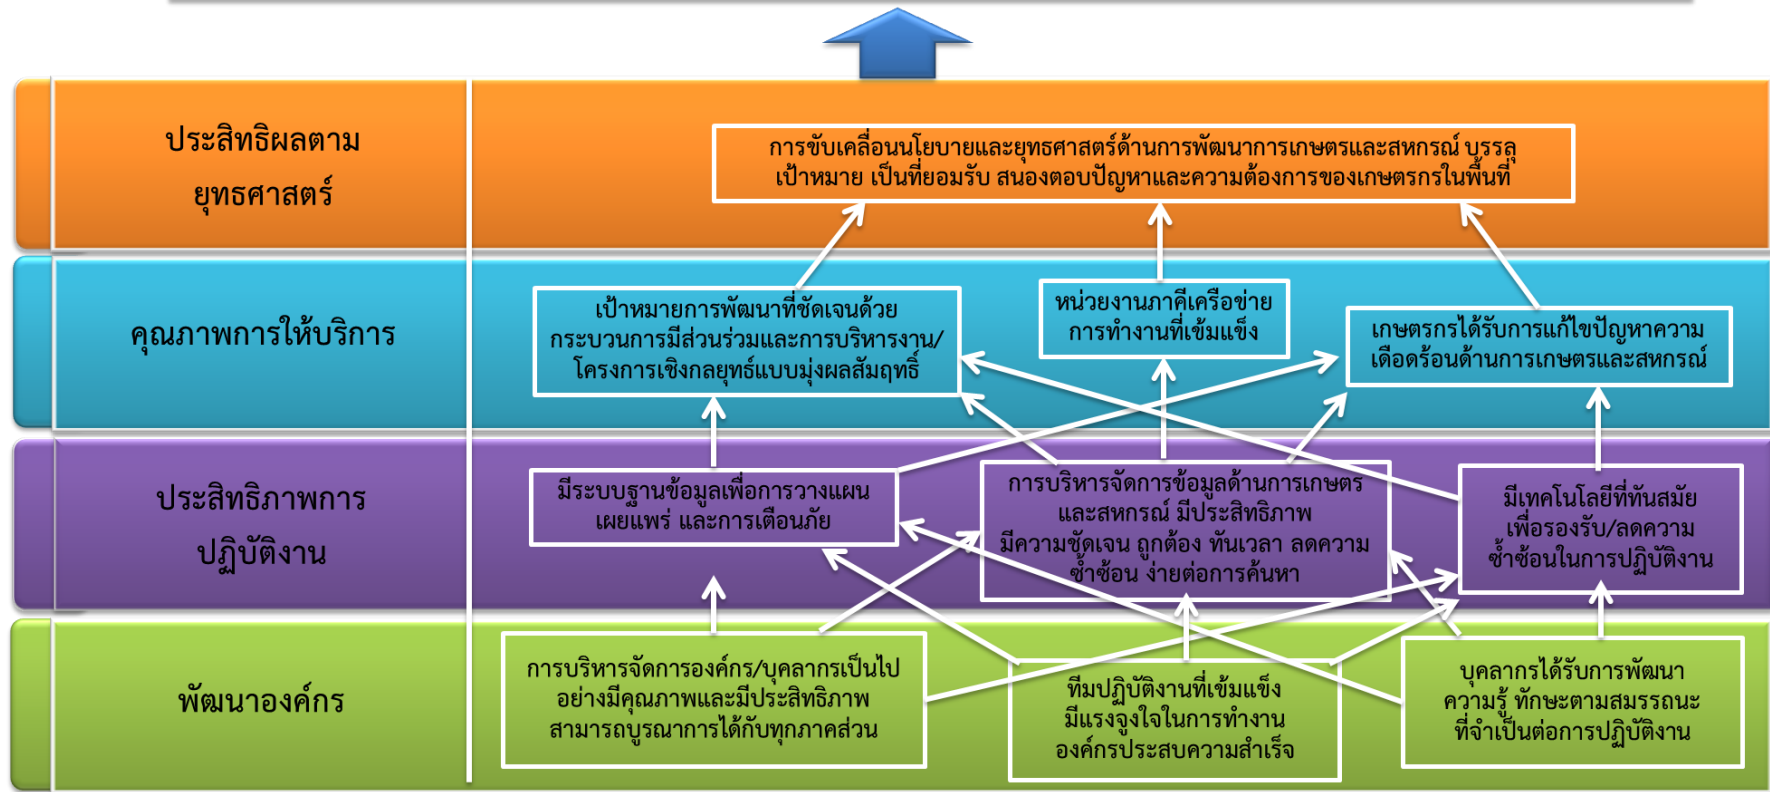 ประสิทธิผลตาม
ยุทธศาสตร์
การขับเคลื่อนนโยบายและยุทธศาสตร์ด้านการพัฒนาการเกษตรและสหกรณ์ บรรลุ
เป้าหมาย เป็นที่ยอมรับ สนองตอบปัญหาและความต้องการของเกษตรกรในพื้นที่
คุณภาพการให้บริการ
เป้าหมายการพัฒนาที่ชัดเจนด้วย
กระบวนการมีส่วนร่วมและการบริหารงาน/
โครงการเชิงกลยุทธ์แบบมุ่งผลสัมฤทธิ์
หน่วยงานภาคีเครือข่าย
การทำงานที่เข้มแข็ง
เกษตรกรได้รับการแก้ไขปัญหาความ
เดือดร้อนด้านการเกษตรและสหกรณ์
ประสิทธิภาพการ
ปฏิบัติงาน
มีระบบฐานข้อมูลเพื่อการวางแผน
เผยแพร่ และการเตือนภัย
การบริหารจัดการข้อมูลด้านการเกษตร
และสหกรณ์ มีประสิทธิภาพ
มีความชัดเจน ถูกต้อง ทันเวลา ลดความ
ซ้ำซ้อน ง่ายต่อการค้นหา
มีเทคโนโลยีที่ทันสมัย
เพื่อรองรับ/ลดความ
ซ้ำซ้อนในการปฏิบัติงาน
พัฒนาองค์กร
การบริหารจัดการองค์กร/บุคลากรเป็นไป
อย่างมีคุณภาพและมีประสิทธิภาพ
สามารถบูรณาการได้กับทุกภาคส่วน
ทีมปฏิบัติงานที่เข้มแข็ง
มีแรงจูงใจในการทำงาน
องค์กรประสบความสำเร็จ
บุคลากรได้รับการพัฒนา
ความรู้ ทักษะตามสมรรถนะ
ที่จำเป็นต่อการปฏิบัติงาน